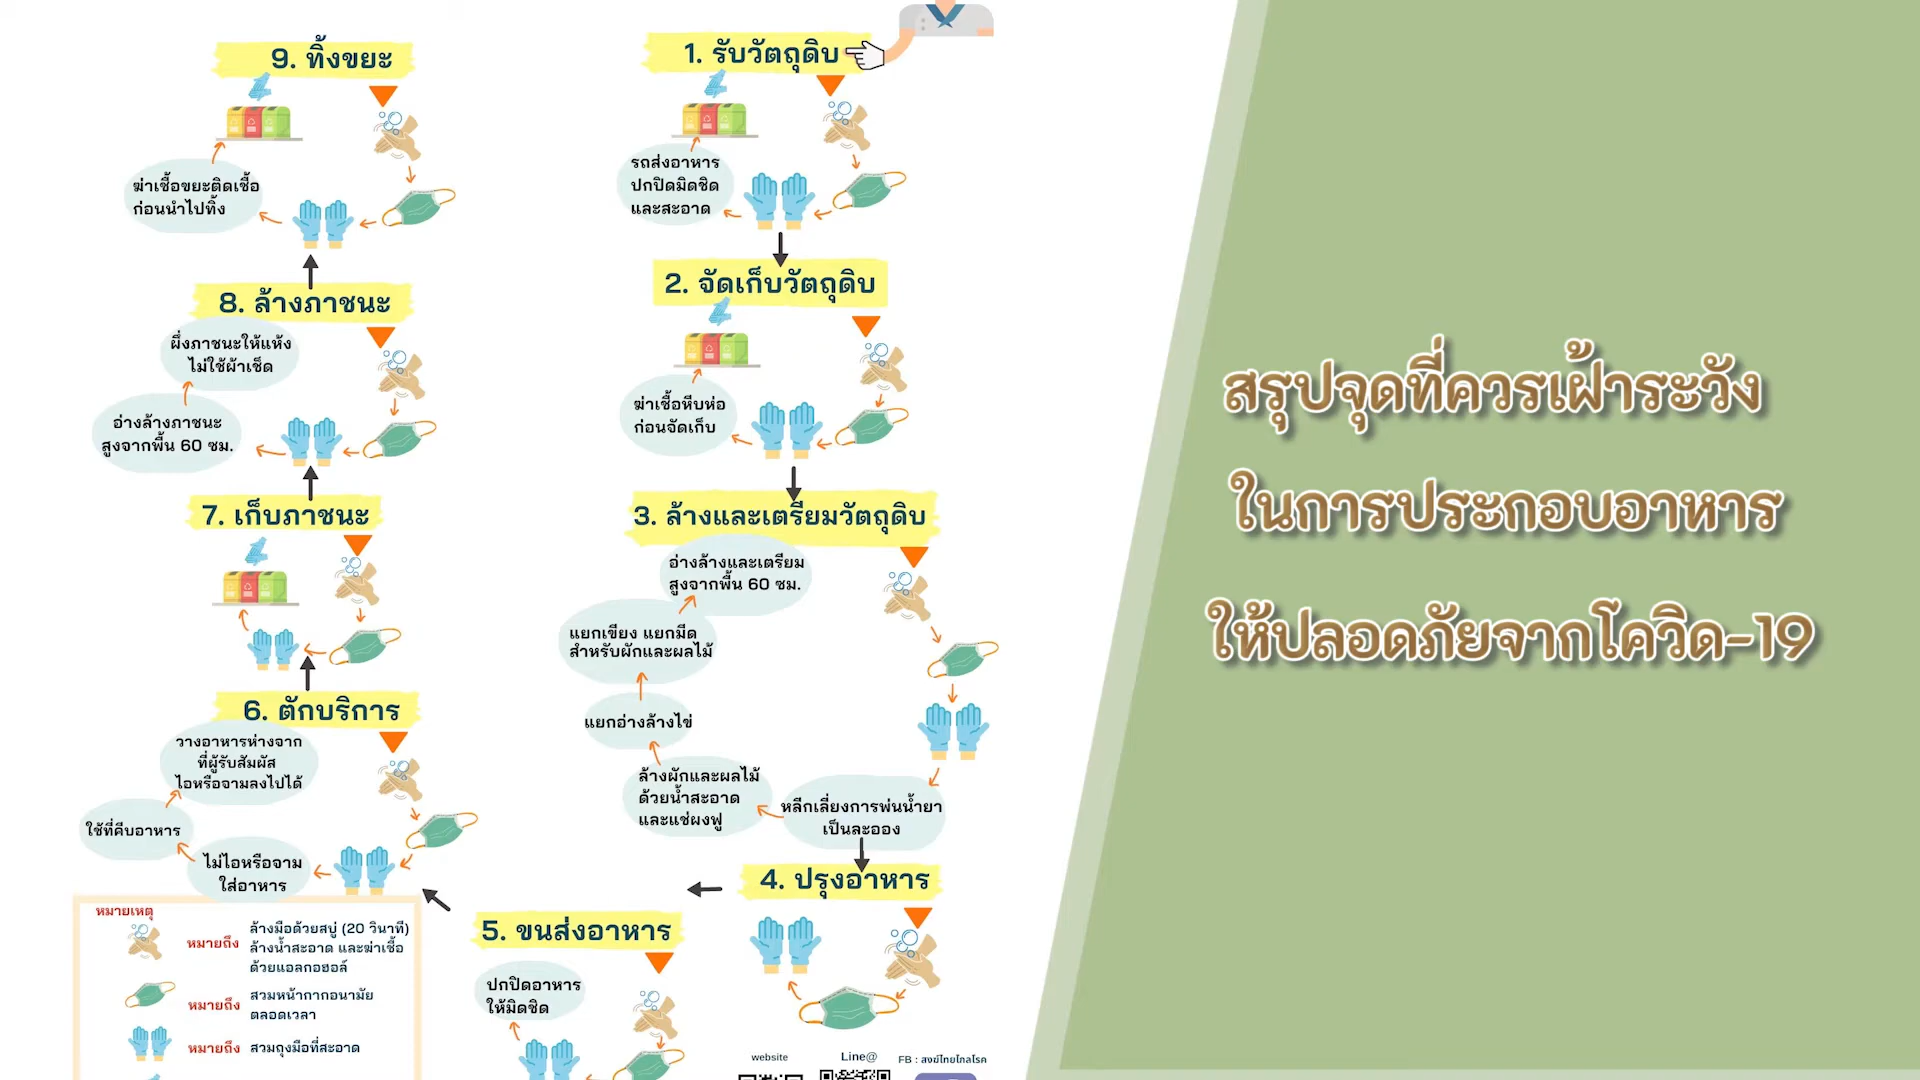 1. รับวัตถุดิบ
รถส่งอาหาร
ปกปิดมิดชิด
และสะอาด
2. จัดเก็บวัตถุดิบ
ฆ่าเชื้อหีบห่อ
ก่อนจัดเก็บ
3. ล้างและเตรียมวัตถุดิบ
อ่างล้างและเตรียม
สูงจากพื้น 60 ซม.
แยกเขียง แยกมีด
สำหรับผักและผลไม้
แยกอ่างล้างไข่
ล้างผักและผลไม้
ด้วยน้ำสะอาด
และแช่ผงฟู
หลีกเลี่ยงการพ่นน้ำยา
เป็นละออง
4. ปรุงอาหาร
5. ขนส่งอาหาร
ปกปิดอาหาร
ให้มิดชิด
6. ตักบริการ
วางอาหารห่างจาก
ที่ผู้รับสัมผัส
ไอหรือจามลงไปได้
ใช้ที่คีบอาหาร
ไม่ไอหรือจาม
ใส่อาหาร
7. เก็บภาชนะ
8. ล้างภาชนะ
ผึ่งภาชนะให้แห้ง
ไม่ใช้ผ้าเช็ด
อ่างล้างภาชนะ
สูงจากพื้น 60 ซม.
9. ทิ้งขยะ
ฆ่าเชื้อขยะติดเชื้อ
ก่อนนำไปทิ้ง
หมายเหตุ
หมายถึง
ล้างมือด้วยสบู่ (20 วินาที)
ล้างน้ำสะอาด และฆ่าเชื้อ
ด้วยแอลกอฮอล์
หมายถึง
สวมหน้ากากอนามัย
ตลอดเวลา
หมายถึง
สวมถุงมือที่สะอาด
website
Line@
FB : สงฆ์ไทยไกลโรค
สรุปจุดที่ควรเฝ้าระวัง
ในการประกอบอาหาร
ให้ปลอดภัยจากโควิด-19